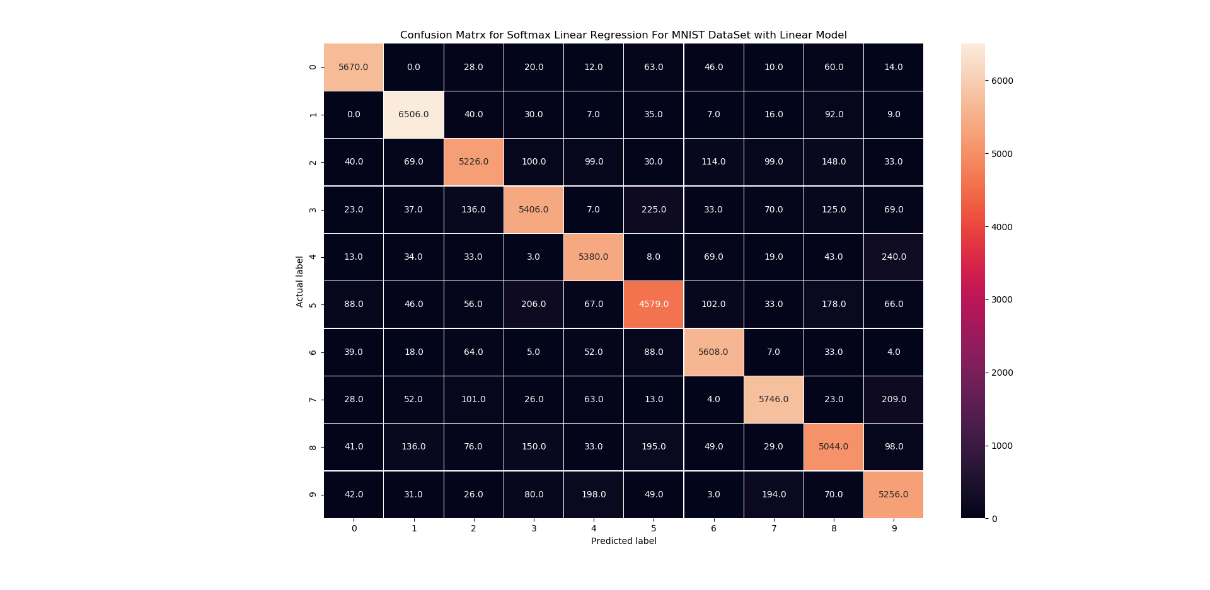 Confusion Matrx for Softmax Linear Regression For MNIST DataSet with Linear Model
0 5670.0 0.0 28.0 20.0 12.0 63.0 46.0 10.0 60.0 14.0
1 0.0 6506.0 40.0 30.0 7.0 35.0 7.0 16.0 92.0 9.0
2 40.0 69.0 5226.0 100.0 99.0 30.0 114.0 99.0 148.0 33.0
3 23.0 37.0 136.0 5406.0 7.0 225.0 33.0 70.0 125.0 69.0
4 13.0 34.0 33.0 3.0 5380.0 8.0 69.0 19.0 43.0 240.0
5 88.0 46.0 56.0 206.0 67.0 4579.0 102.0 33.0 178.0 66.0
6 39.0 18.0 64.0 5.0 52.0 88.0 5608.0 7.0 33.0 4.0
7 28.0 52.0 101.0 26.0 63.0 13.0 4.0 5746.0 23.0 209.0
8 41.0 136.0 76.0 150.0 33.0 195.0 49.0 29.0 5044.0 98.0
9 42.0 31.0 26.0 80.0 198.0 49.0 3.0 194.0 70.0 5256.0
0 1 2 3 4 5 6 7 8 9
Predicted label
Actual label
6000
5000
4000
3000
2000
1000
0